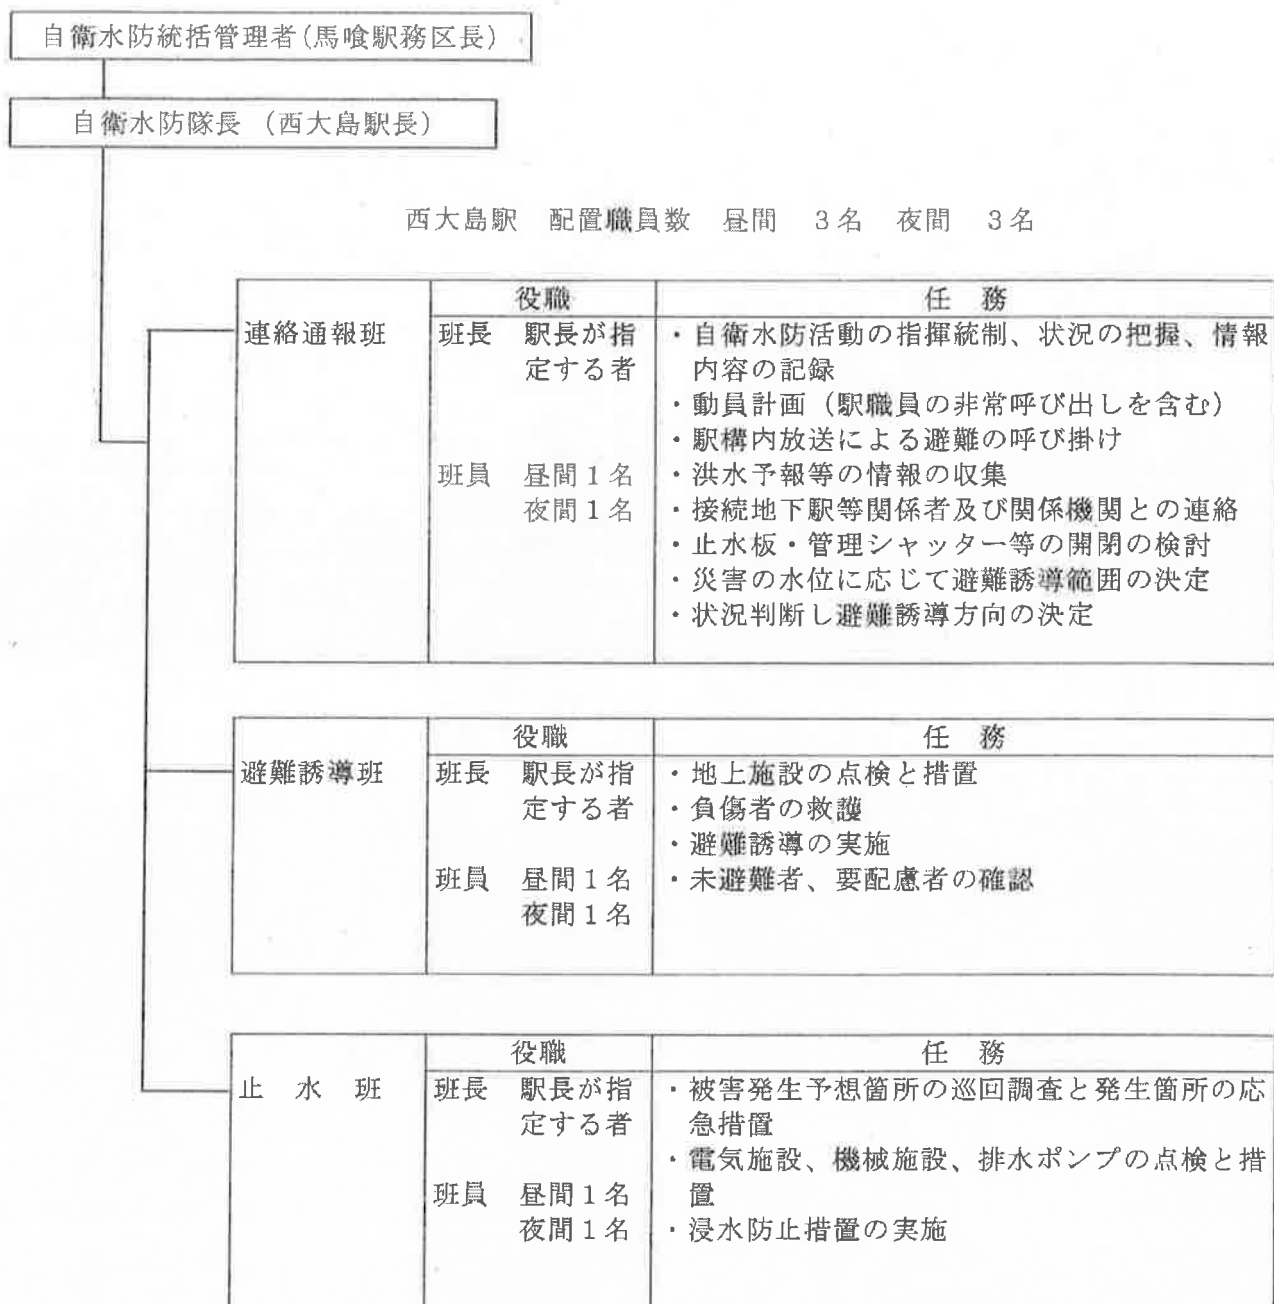 自衛水防統括管理者(馬喰駅務区長)
自衛水防隊長 (西大島駅長)
西大島駅 配置職員数 昼間 3名 夜間 3名
役職 任 務
連絡通報班 班長 駅長が指 ・自衛水防活動の指揮統制、状況の把握、情報
定する者 内容の記録
・動員計画(駅職員の非常呼び出しを含む)
・駅構内放送による避難の呼び掛け
班員 昼間1名 ・洪水予報等の情報の収集
夜間1名 ・接続地下駅等関係者及び関係機関との連絡
・止水板・管理シャッター等の開閉の検討
・災害の水位に応じて避難誘導範囲の決定
・状況判断し避難誘導方向の決定
役職 任 務
避難誘導班 班長 駅長が指 ・地上施設の点検と措置
定する者 ・負傷者の救護
・避難誘導の実施
班員 昼間1名 ・未避難者、要配慮者の確認
夜間1名
役職 任 務
止 水 班 班長 駅長が指 ・被害発生予想箇所の巡回調査と発生箇所の応
定する者 急措置
・電気施設、機械施設、排水ポンプの点検と措
班員 昼間1名 置
夜間1名 ・浸水防止措置の実施